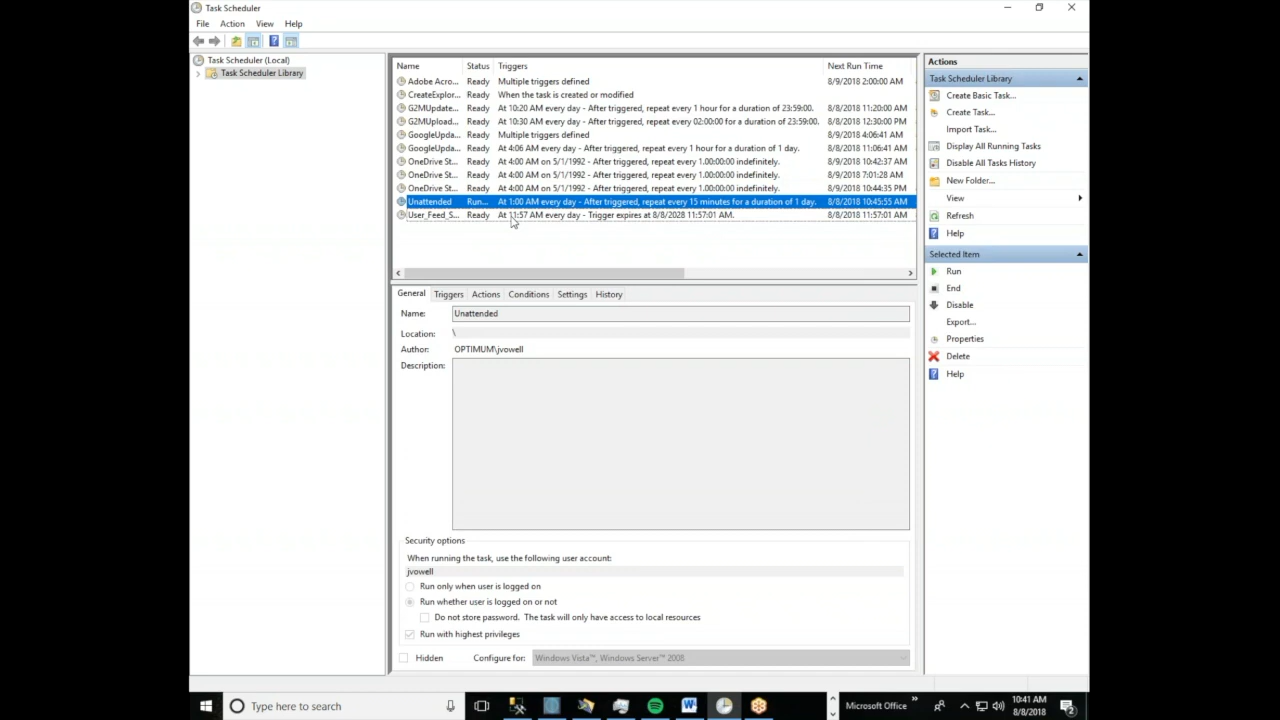 Task Scheduler
File Action View Help
Task Scheduler (Local)
Task Scheduler Library
Name Status Triggers Next Run Time
Adobe Acro... Ready Multiple triggers defined 8/9/2018 2:00:00 AM
CreateExplor... Ready When the task is created or modified
G2MUpdate... Ready At 10:20 AM every day - After triggered, repeat every 1 hour for a duration of 23:59:00. 8/8/2018 11:20:00 AM
G2MUpload... Ready At 10:30 AM every day - After triggered, repeat every 02:00:00 for a duration of 23:59:00. 8/8/2018 12:30:00 PM
GoogleUpda... Ready Multiple triggers defined 8/9/2018 4:06:41 AM
GoogleUpda... Ready At 4:06 AM every day - After triggered, repeat every 1 hour for a duration of 1 day. 8/8/2018 11:06:41 AM
OneDrive St... Ready At 4:00 AM on 5/1/1992 - After triggered, repeat every 1.00:00:00 indefinitely. 8/9/2018 10:42:37 AM
OneDrive St... Ready At 4:00 AM on 5/1/1992 - After triggered, repeat every 1.00:00:00 indefinitely. 8/9/2018 7:01:28 AM
OneDrive St... Ready At 4:00 AM on 5/1/1992 - After triggered, repeat every 1.00:00:00 indefinitely. 8/9/2018 10:44:35 PM
Unattended Run... At 1:00 AM every day - After triggered, repeat every 15 minutes for a duration of 1 day. 8/8/2018 10:45:55 AM
User_Feed_S... Ready At 11:57 AM every day - Trigger expires at 8/8/2028 11:57:01 AM. 8/8/2018 11:57:01 AM
General Triggers Actions Conditions Settings History
Name: Unattended
Location: \
Author: OPTIMUM\jvowell
Description:
Security options
When running the task, use the following user account:
jvowell
Run only when user is logged on
Run whether user is logged on or not
Do not store password. The task will only have access to local resources
Run with highest privileges
Hidden Configure for: Windows Vista™, Windows Server™ 2008
Actions
Task Scheduler Library
Create Basic Task...
Create Task...
Import Task...
Display All Running Tasks
Disable All Tasks History
New Folder...
View
Refresh
Help
Selected Item
Run
End
Disable
Export...
Properties
Delete
Help
Type here to search
Microsoft Office
10:41 AM
8/8/2018
2